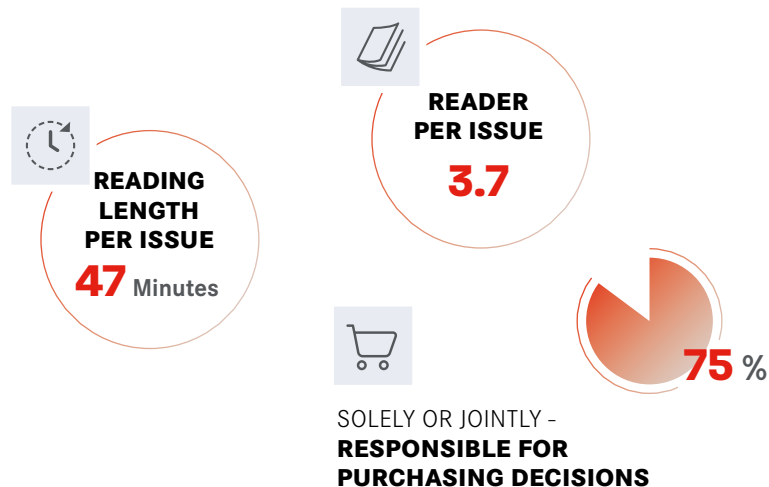 READING
LENGTH
PER ISSUE
47 Minutes
READER
PER ISSUE
3.7
75 %
SOLELY OR JOINTLY -
RESPONSIBLE FOR
PURCHASING DECISIONS